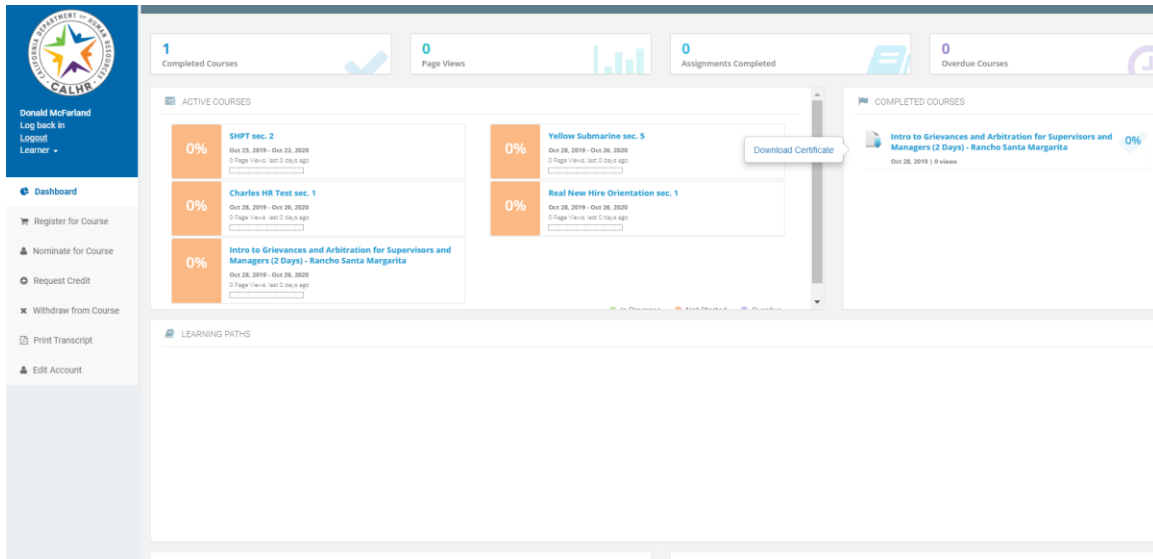 CALIFORNIA DEPARTMENT OF HUMAN RESOURCES
CALHR
Donald McFarland
Log back in
Logout
Learner
Dashboard
Register for Course
Nominate for Course
Request Credit
Withdraw from Course
Print Transcript
Edit Account
1
Completed Courses
0
Page Views
0
Assignments Completed
0
Overdue Courses
ACTIVE COURSES
0%
SHPT sec. 2
Oct 25, 2019 - Oct 23, 2020
0 Page Views, last 0 days ago
0%
Yellow Submarine sec. 5
Oct 28, 2019 - Oct 26, 2020
0 Page Views, last 0 days ago
0%
Charles HR Test sec. 1
Oct 28, 2019 - Oct 26, 2020
0 Page Views, last 0 days ago
0%
Real New Hire Orientation sec. 1
Oct 28, 2019 - Oct 26, 2020
0 Page Views, last 0 days ago
0%
Intro to Grievances and Arbitration for Supervisors and
Managers (2 Days) - Rancho Santa Margarita
Oct 28, 2019 - Oct 26, 2020
0 Page Views, last 0 days ago
In Progress Not Started Overdue
COMPLETED COURSES
Download Certificate
Intro to Grievances and Arbitration for Supervisors and
Managers (2 Days) - Rancho Santa Margarita
Oct 28, 2019 | 0 views
0%
LEARNING PATHS